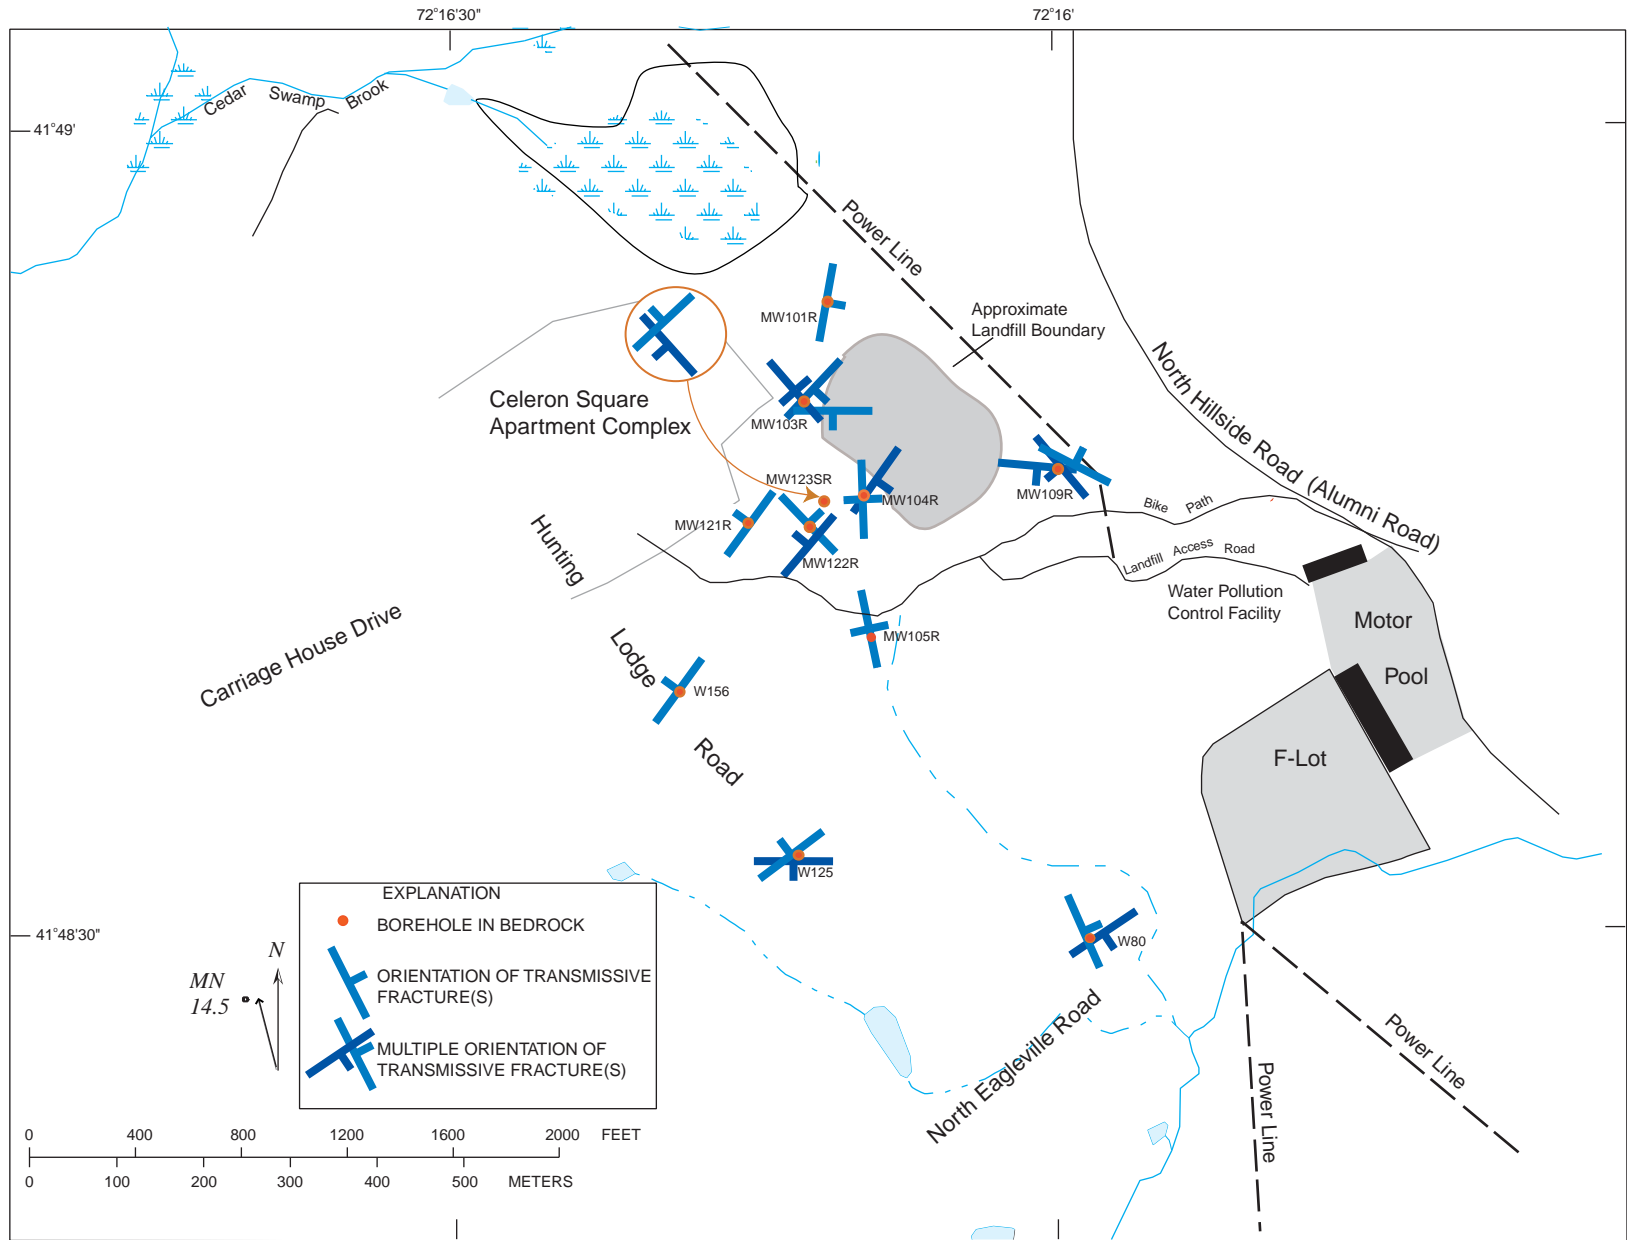 72°16'30"
72°16'
41°49'
Cedar Swamp Brook
Power Line
MW101R
Approximate
Landfill Boundary
North Hillside Road (Alumni Road)
Celeron Square
Apartment Complex
MW103R
MW123SR
MW104R
MW109R
MW121R
MW122R
Bike Path
Landfill Access Road
Water Pollution
Control Facility
Hunting
Lodge
Road
Carriage House Drive
MW105R
W156
Motor
Pool
F-Lot
W125
W80
41°48'30"
EXPLANATION
BOREHOLE IN BEDROCK
ORIENTATION OF TRANSMISSIVE
FRACTURE(S)
MULTIPLE ORIENTATION OF
TRANSMISSIVE FRACTURE(S)
N
MN
14.5
North Eagleville Road
Power Line
Power Line
0 400 800 1200 1600 2000 FEET
0 100 200 300 400 500 METERS